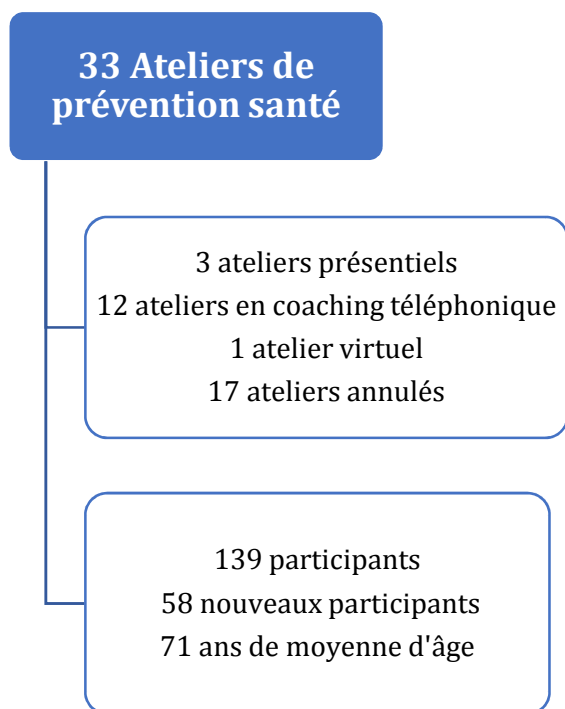 33 Ateliers de
prévention santé
3 ateliers présentiels
12 ateliers en coaching téléphonique
1 atelier virtuel
17 ateliers annulés
139 participants
58 nouveaux participants
71 ans de moyenne d'âge